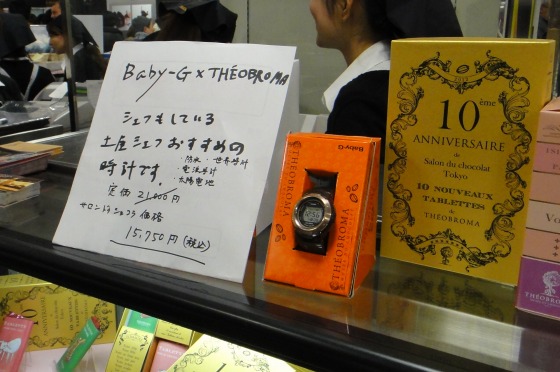 Baby-G × THÉOBROMA
シェフもしている
土屋シェフおすすめの
時計です。
・防水・世界時計
・電波時計
・太陽電池
定価 21,000円
サロンドショコラ価格
15,750円(税込)
Baby-G
THÉOBROMA
THEOBROMA
10ème
ANNIVERSAIRE
de
Salon du chocolat
Tokyo
10 NOUVEAUX
TABLETTES
de
THÉOBROMA